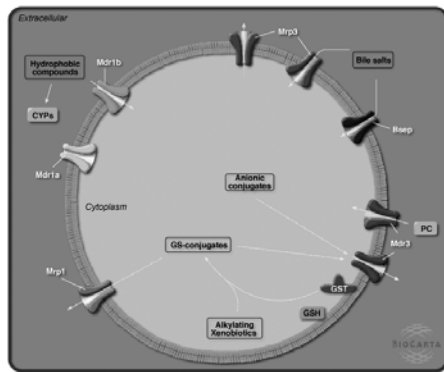 Extracellular
Mrp3
Hydrophobic
compounds
Mdr1b
Bile salts
CYPs
Bsep
Mdr1a
Anionic
conjugates
Cytoplasm
PC
Mdr3
GS-conjugates
Mrp1
GST
GSH
Alkylating
Xenobiotics
BIOCARTA